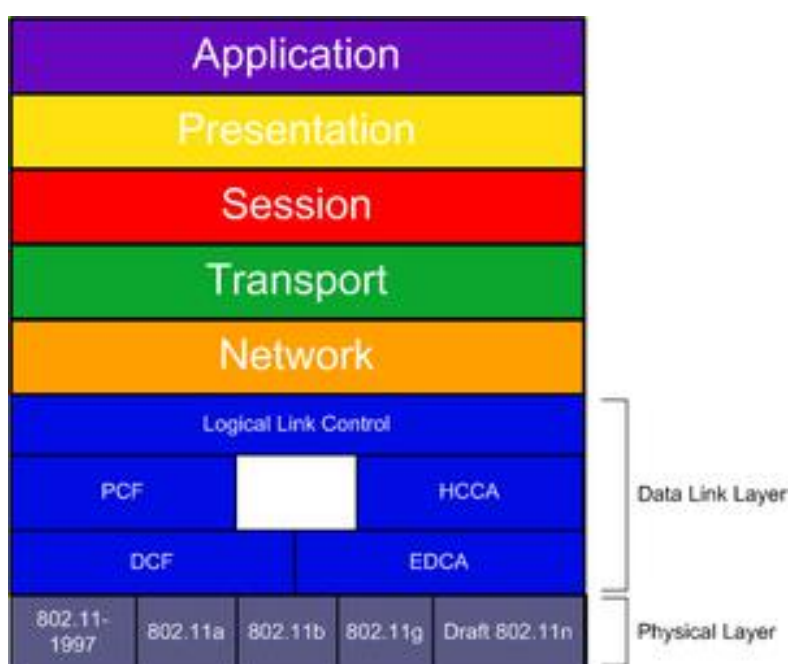 Application
Presentation
Session
Transport
Network
Logical Link Control
PCF
HCCA
Data Link Layer
DCF
EDCA
802.11-
1997
802.11a
802.11b
802.11g
Draft 802.11n
Physical Layer